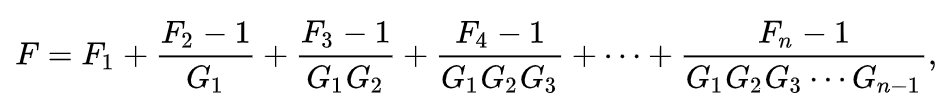 F = F_1 + \frac{F_2 - 1}{G_1} + \frac{F_3 - 1}{G_1 G_2} + \frac{F_4 - 1}{G_1 G_2 G_3} + \cdots + \frac{F_n - 1}{G_1 G_2 G_3 \cdots G_{n-1}},